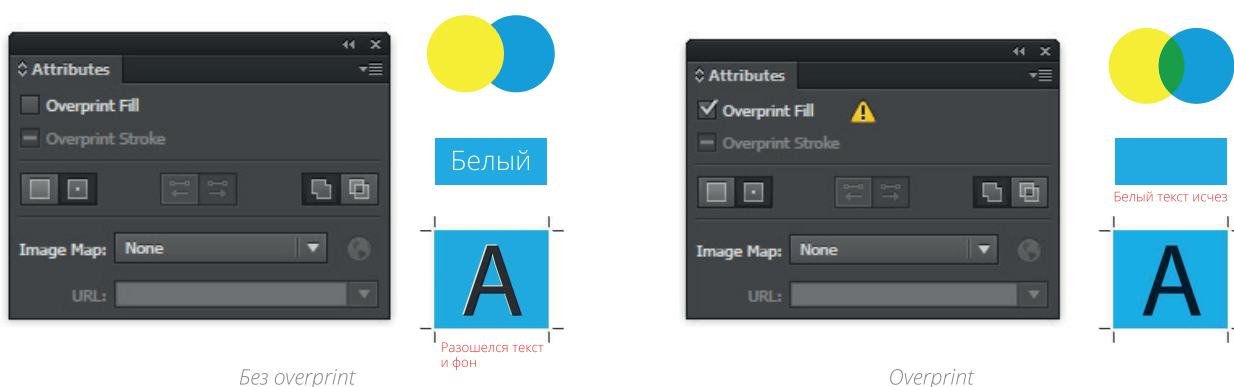 Attributes
Overprint Fill
Overprint Stroke
Image Map: None
URL:
Белый
A
Разошелся текст
и фон
Без overprint
Attributes
Overprint Fill
Overprint Stroke
Image Map: None
URL:
Белый текст исчез
A
Overprint